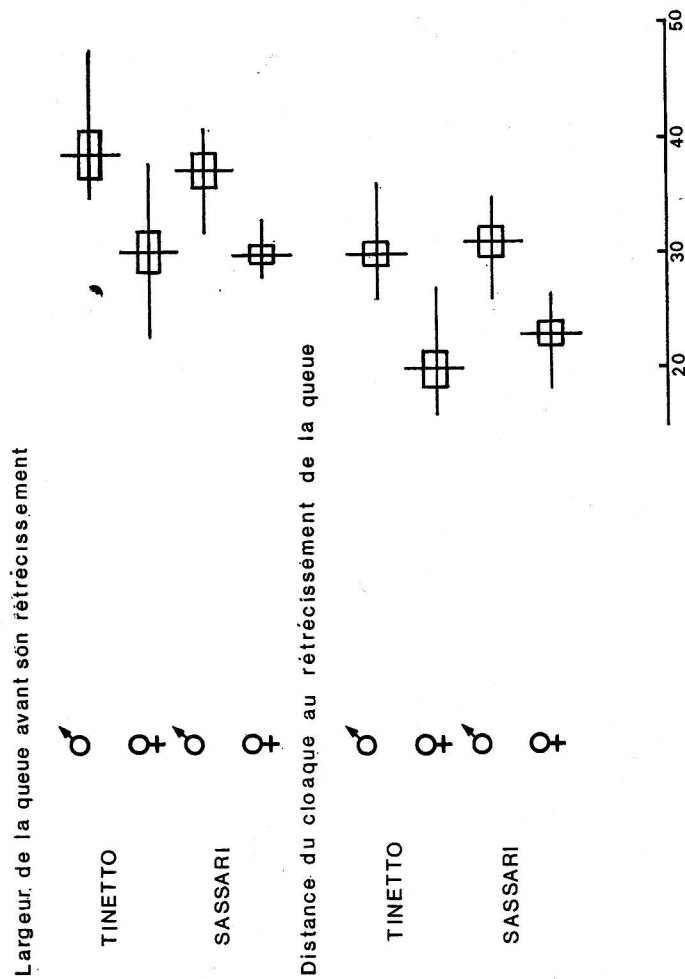 Largeur de la queue avant son rétrécissement
TINETTO ♂
♀
SASSARI ♂
♀
Distance du cloaque au rétrécissement de la queue
TINETTO ♂
♀
SASSARI ♂
♀
20 30 40 50